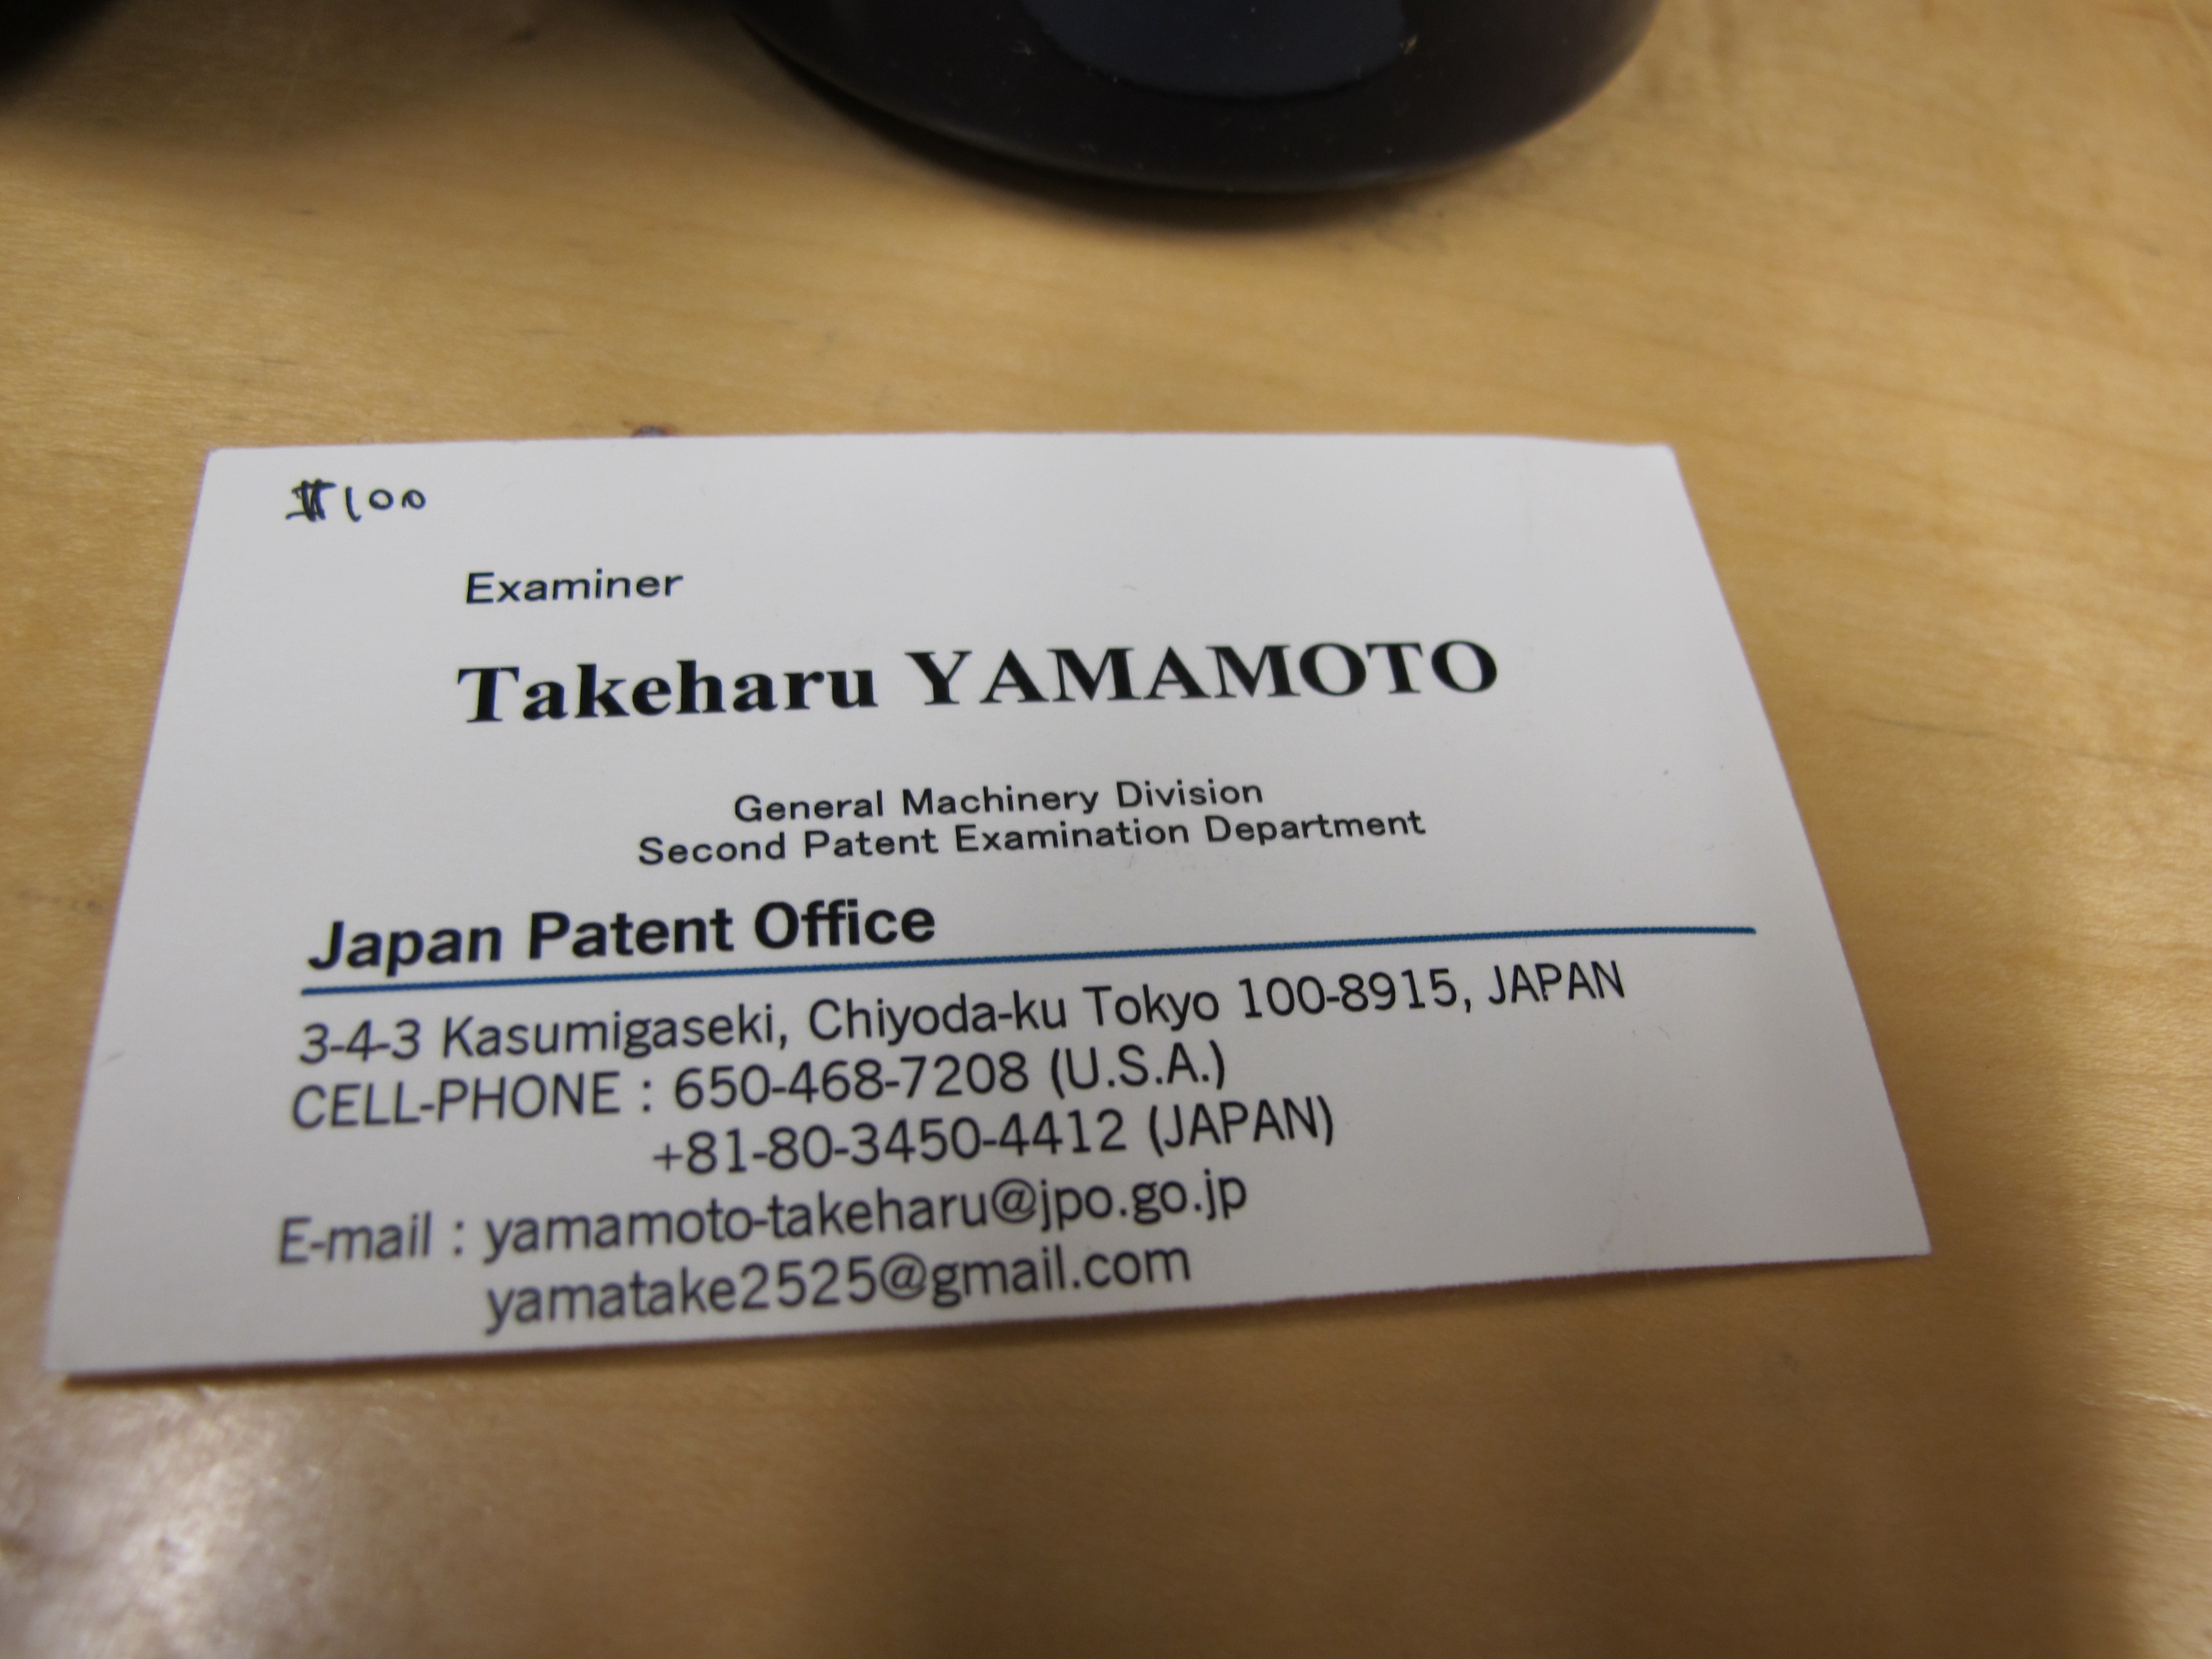 $100
Examiner
Takeharu YAMAMOTO
General Machinery Division
Second Patent Examination Department
Japan Patent Office
3-4-3 Kasumigaseki, Chiyoda-ku Tokyo 100-8915, JAPAN
CELL-PHONE : 650-468-7208 (U.S.A.)
+81-80-3450-4412 (JAPAN)
E-mail : yamamoto-takeharu@jpo.go.jp
yamatake2525@gmail.com